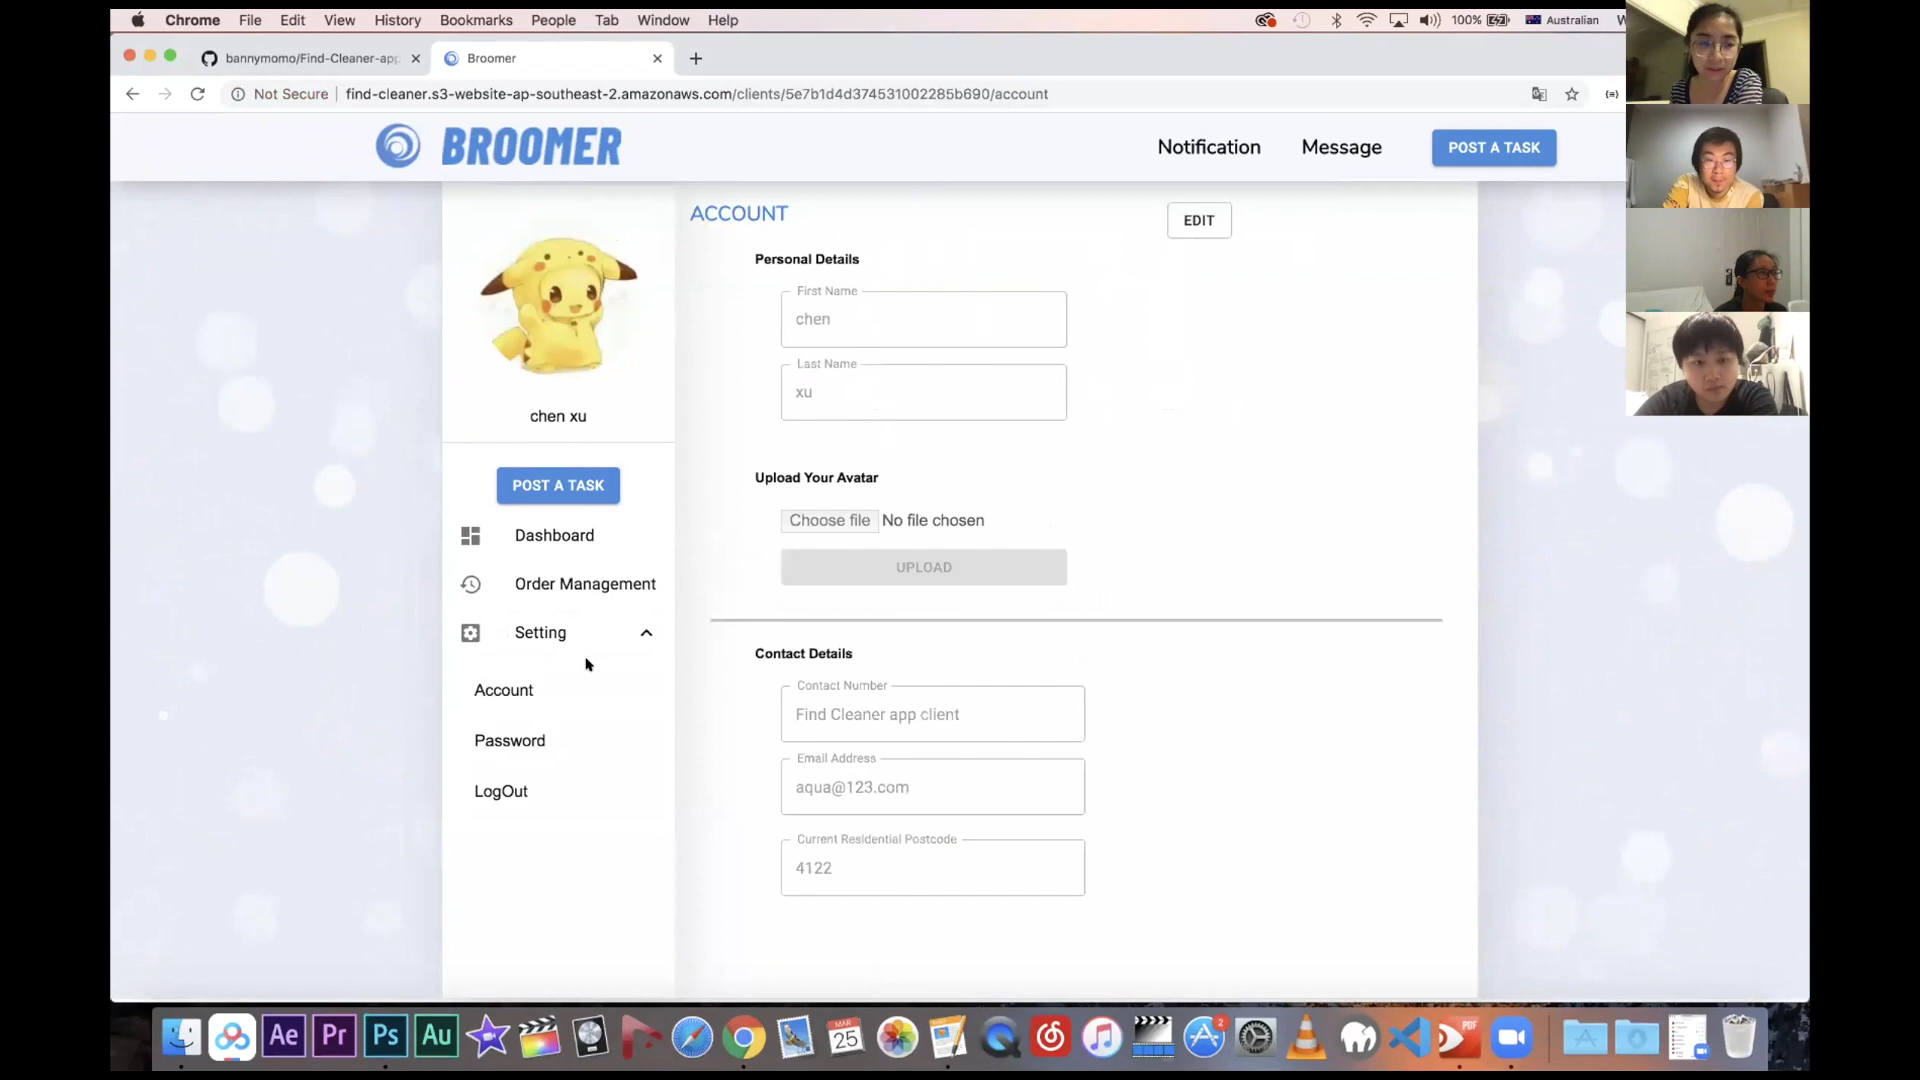 Chrome File Edit View History Bookmarks People Tab Window Help
100% Australian
bannymomo/Find-Cleaner-app
Broomer
Not Secure find-cleaner.s3-website-ap-southeast-2.amazonaws.com/clients/5e7b1d4d374531002285b690/account
BROOMER
Notification Message POST A TASK
ACCOUNT
EDIT
Personal Details
First Name
chen
Last Name
xu
chen xu
Upload Your Avatar
POST A TASK
Choose file No file chosen
Dashboard
UPLOAD
Order Management
Setting
Contact Details
Account
Contact Number
Find Cleaner app client
Password
Email Address
aqua@123.com
LogOut
Current Residential Postcode
4122
Ae Pr Ps Au
MAR
25
2
PDF